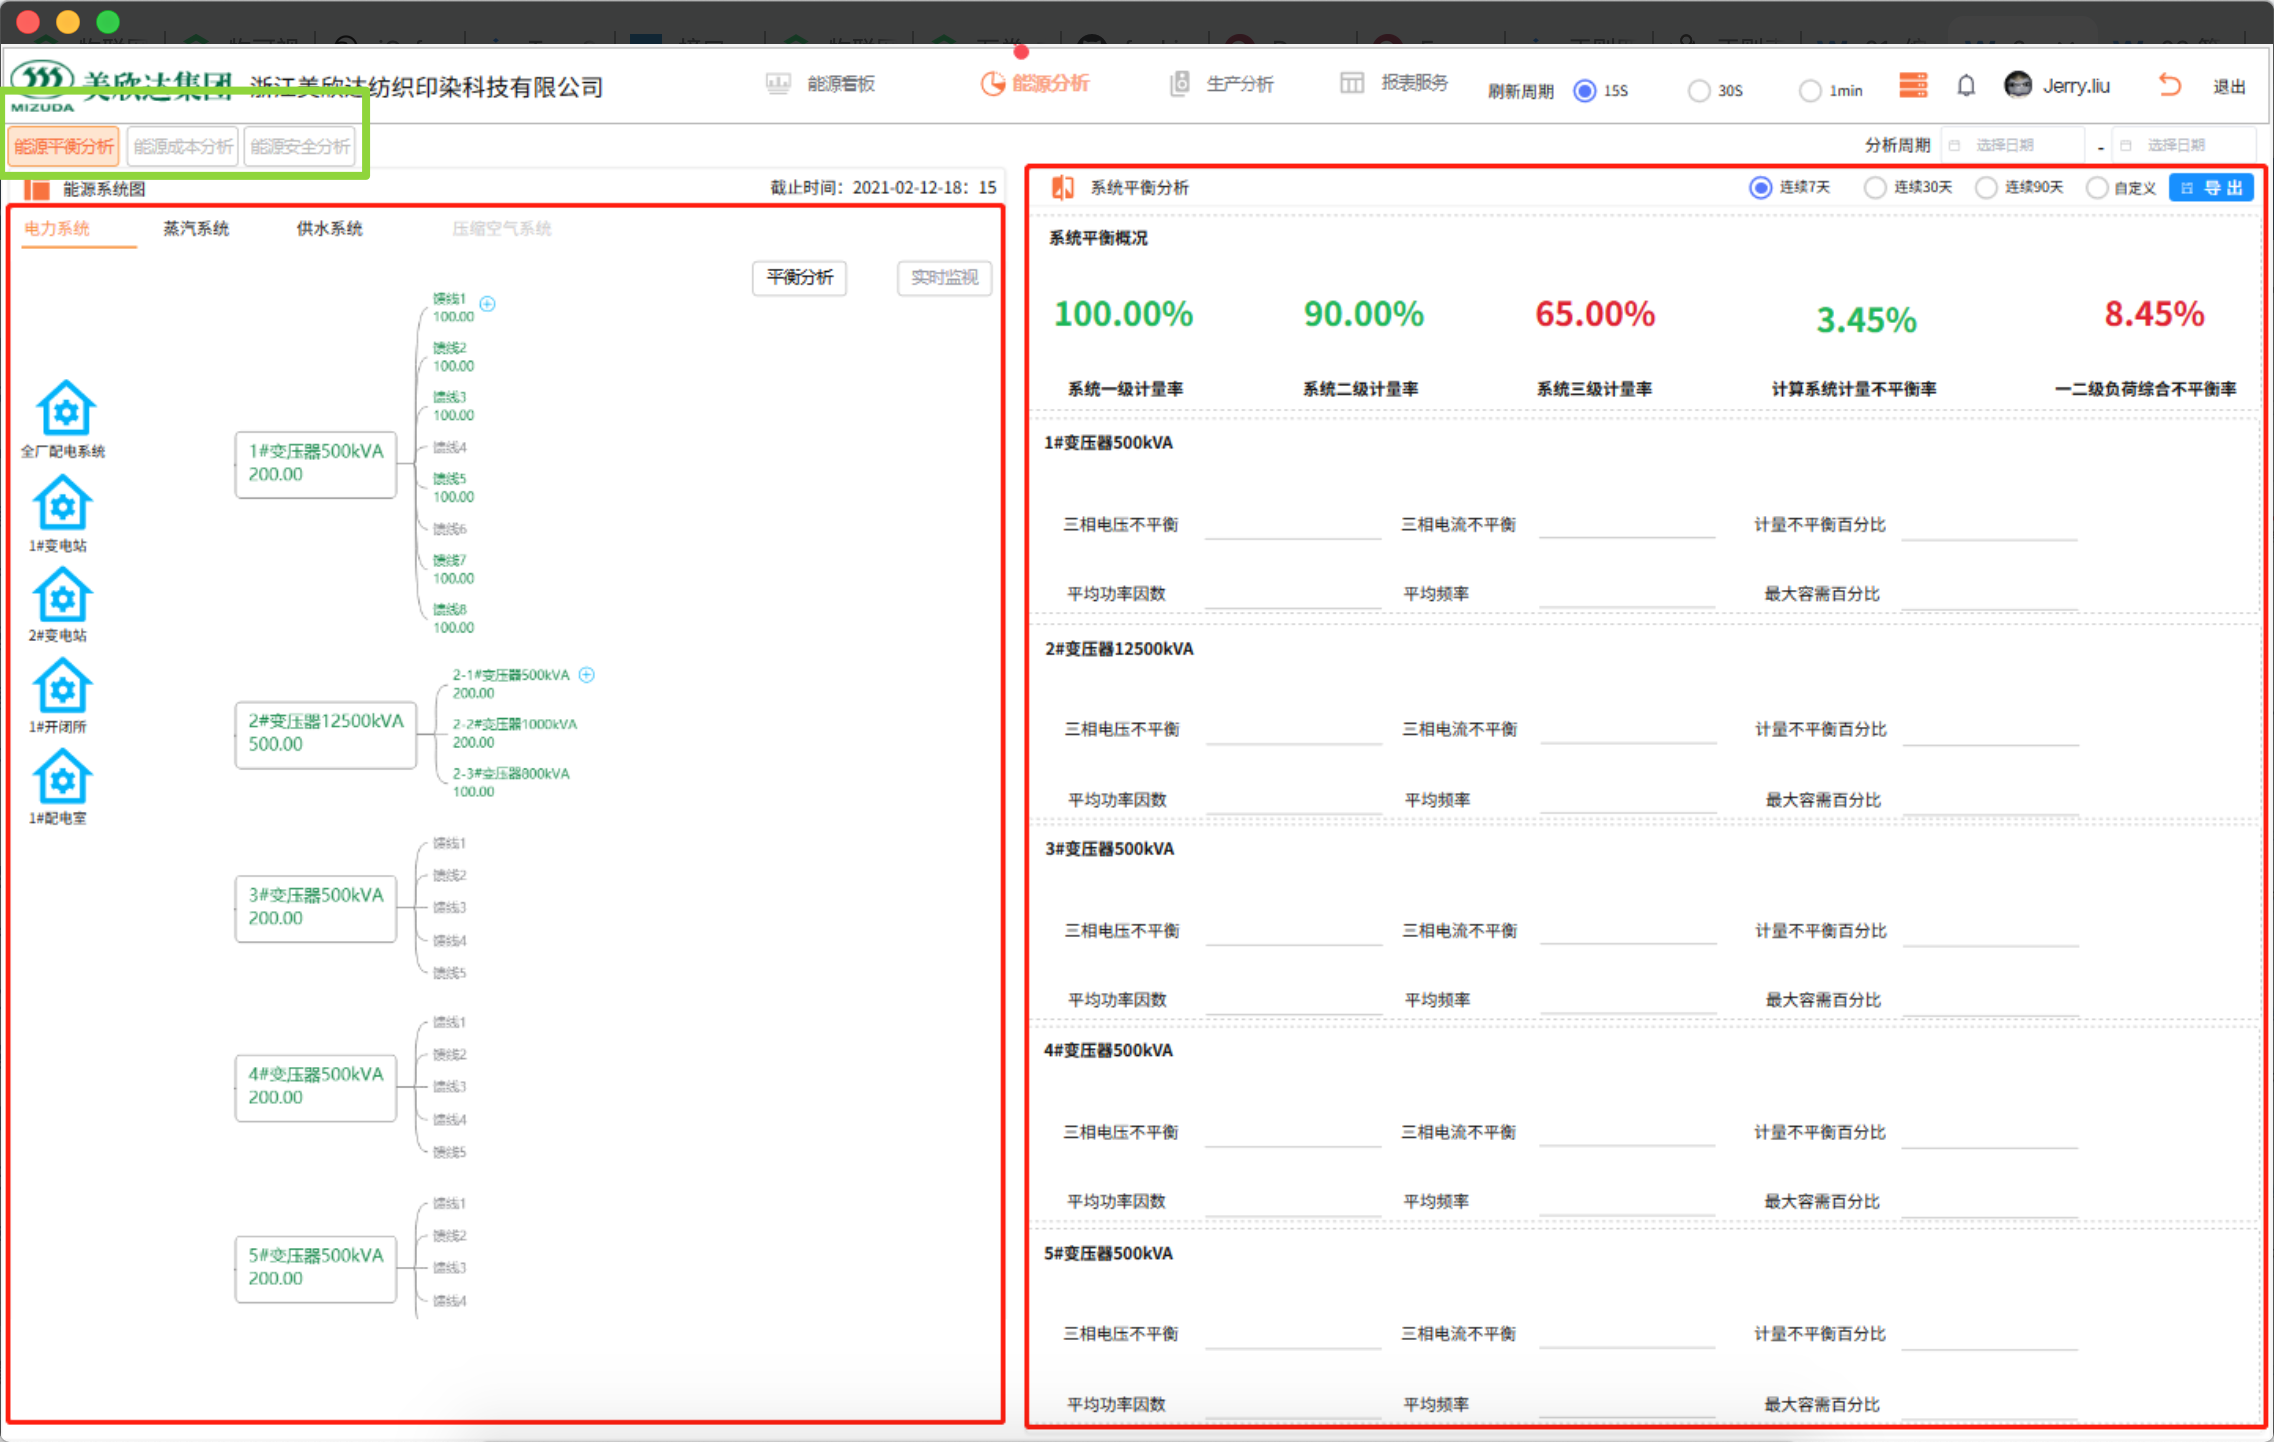 美欣达集团
MIZUDA
浙江美欣达纺织印染科技有限公司
能源看板
能源分析
生产分析
报表服务
刷新周期 15S 30S 1min
Jerry.liu
退出
能源平衡分析 能源成本分析 能源安全分析
分析周期 选择日期 - 选择日期
能源系统图
截止时间：2021-02-12-18：15
电力系统 蒸汽系统 供水系统 压缩空气系统
平衡分析 实时监视
全厂配电系统
1#变电站
2#变电站
1#开闭所
1#配电室
1#变压器500kVA
200.00
馈线1
100.00
馈线2
100.00
馈线3
100.00
馈线4
馈线5
100.00
馈线6
馈线7
100.00
馈线8
100.00
2#变压器12500kVA
500.00
2-1#变压器500kVA
200.00
2-2#变压器1000kVA
200.00
2-3#变压器800kVA
100.00
3#变压器500kVA
200.00
馈线1
馈线2
馈线3
馈线4
馈线5
4#变压器500kVA
200.00
馈线1
馈线2
馈线3
馈线4
馈线5
5#变压器500kVA
200.00
馈线1
馈线2
馈线3
馈线4
系统平衡分析
连续7天 连续30天 连续90天 自定义 导出
系统平衡概况
100.00% 90.00% 65.00% 3.45% 8.45%
系统一级计量率 系统二级计量率 系统三级计量率 计算系统计量不平衡率 一二级负荷综合不平衡率
1#变压器500kVA
三相电压不平衡 三相电流不平衡 计量不平衡百分比
平均功率因数 平均频率 最大容需百分比
2#变压器12500kVA
三相电压不平衡 三相电流不平衡 计量不平衡百分比
平均功率因数 平均频率 最大容需百分比
3#变压器500kVA
三相电压不平衡 三相电流不平衡 计量不平衡百分比
平均功率因数 平均频率 最大容需百分比
4#变压器500kVA
三相电压不平衡 三相电流不平衡 计量不平衡百分比
平均功率因数 平均频率 最大容需百分比
5#变压器500kVA
三相电压不平衡 三相电流不平衡 计量不平衡百分比
平均功率因数 平均频率 最大容需百分比